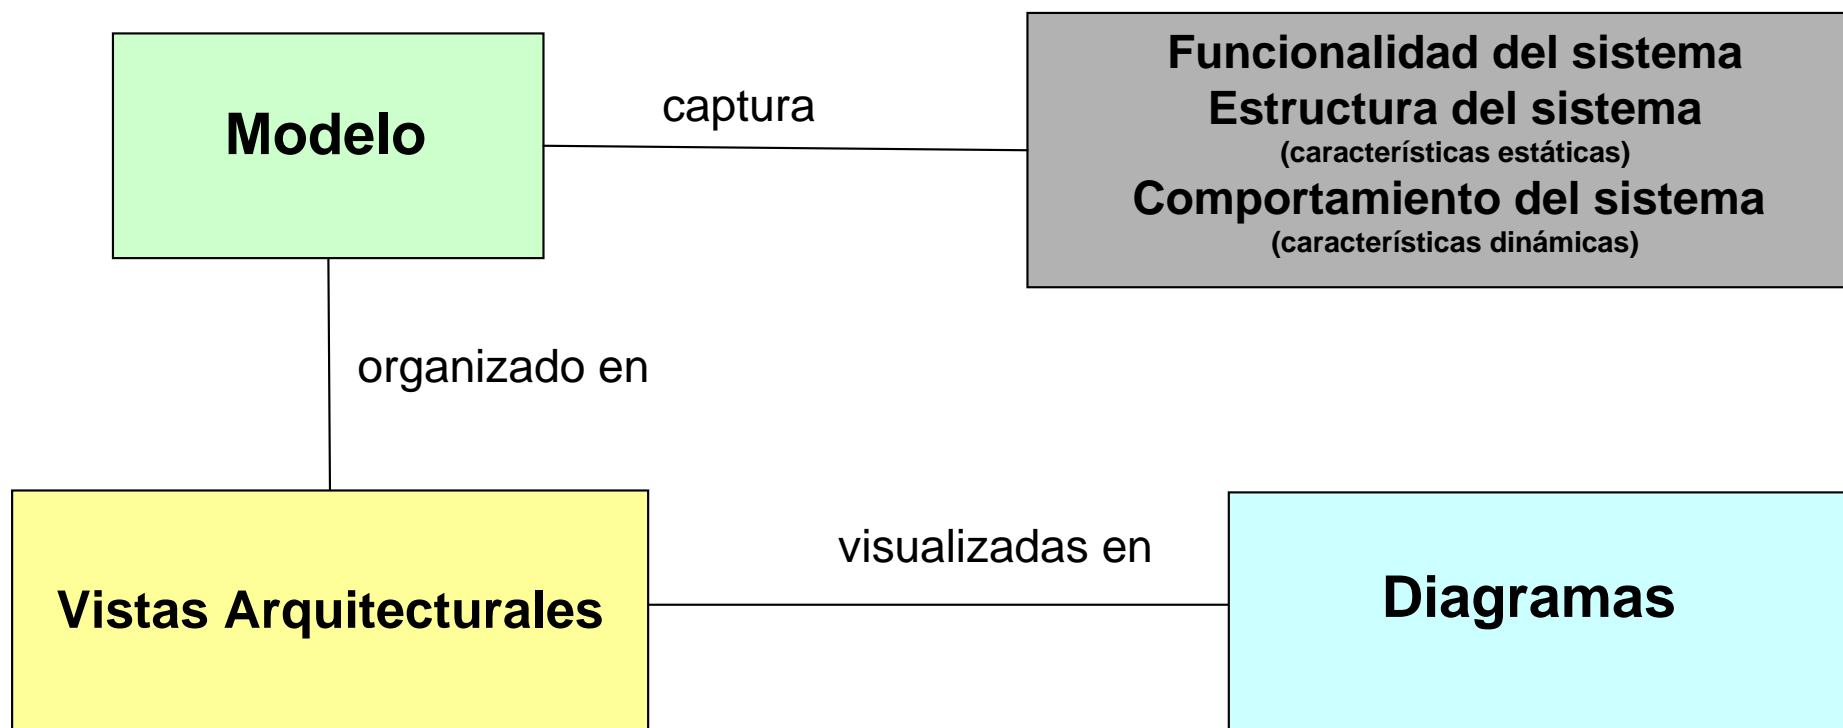 Modelo
captura
Funcionalidad del sistema
Estructura del sistema
(características estáticas)
Comportamiento del sistema
(características dinámicas)
organizado en
Vistas Arquitecturales
visualizadas en
Diagramas